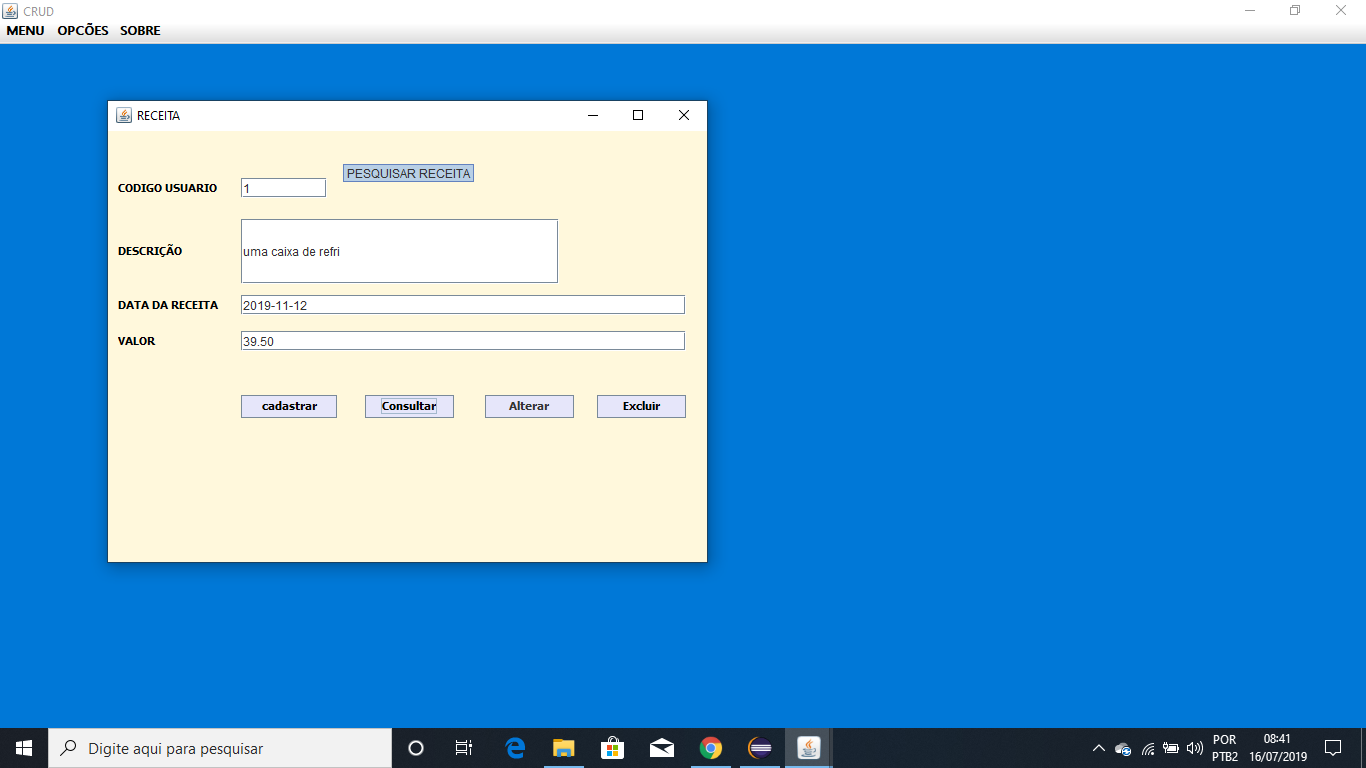 CRUD
MENU OPCÕES SOBRE
RECEITA
PESQUISAR RECEITA
CODIGO USUARIO 1
DESCRIÇÃO uma caixa de refri
DATA DA RECEITA 2019-11-12
VALOR 39.50
cadastrar Consultar Alterar Excluir
Digite aqui para pesquisar
POR 08:41
PTB2 16/07/2019